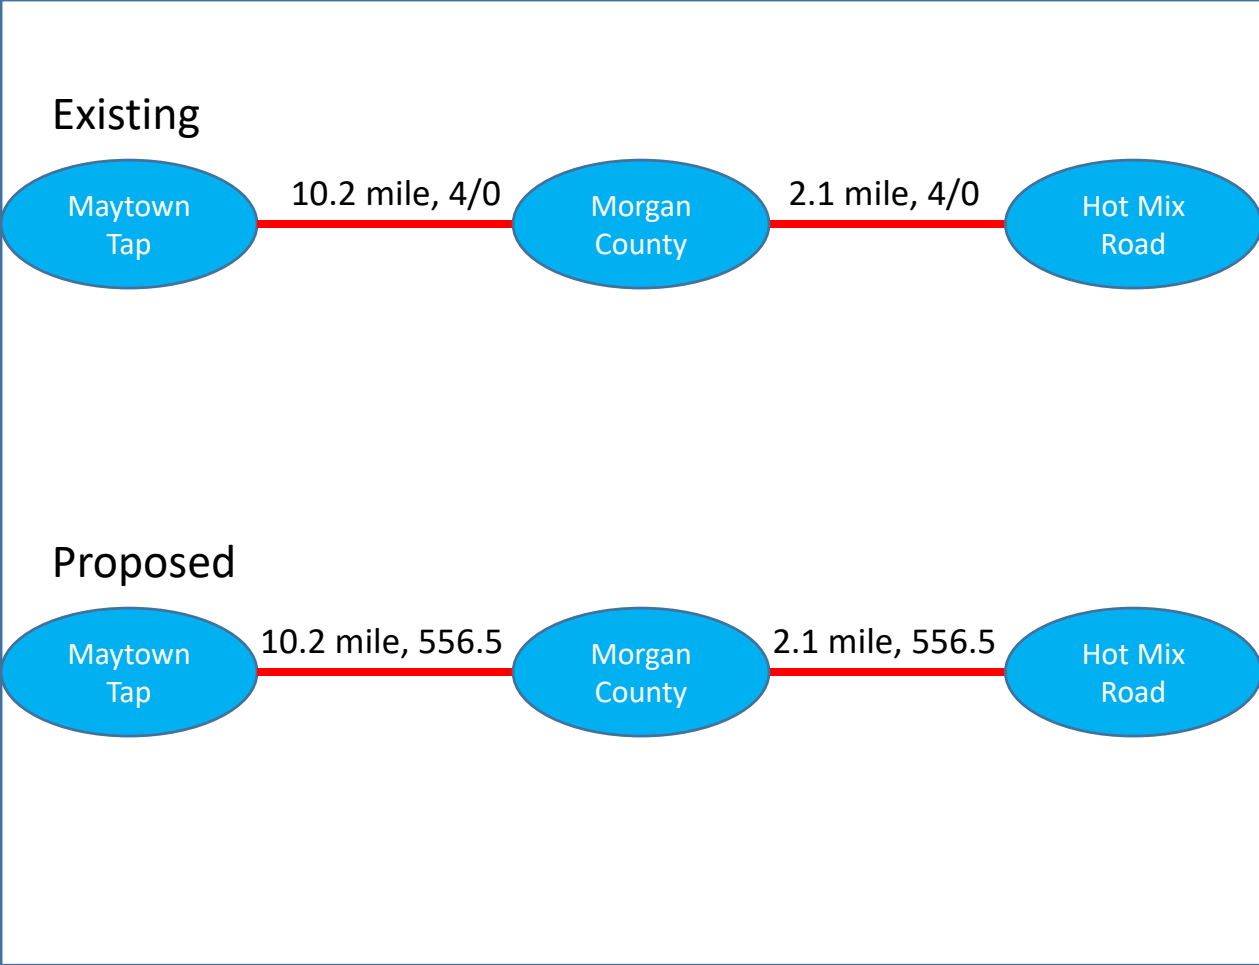 Existing
Maytown
Tap
10.2 mile, 4/0
Morgan
County
2.1 mile, 4/0
Hot Mix
Road
Proposed
Maytown
Tap
10.2 mile, 556.5
Morgan
County
2.1 mile, 556.5
Hot Mix
Road